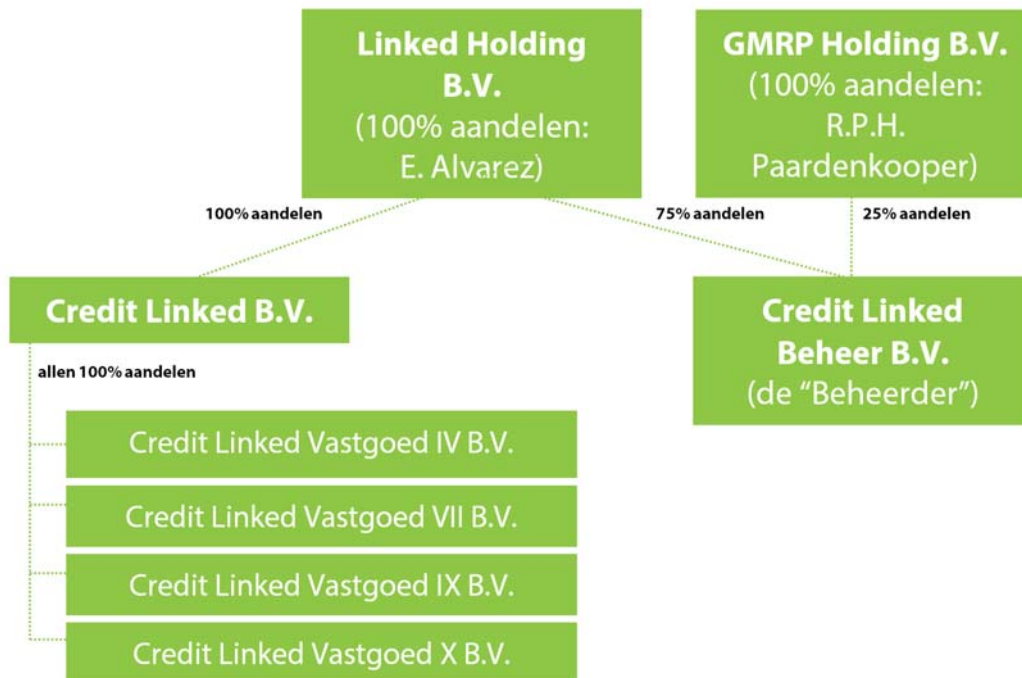 Linked Holding
B.V.
(100% aandelen:
E. Alvarez)
GMRP Holding B.V.
(100% aandelen:
R.P.H.
Paardenkooper)
100% aandelen
75% aandelen
25% aandelen
Credit Linked B.V.
Credit Linked
Beheer B.V.
(de “Beheerder”)
allen 100% aandelen
Credit Linked Vastgoed IV B.V.
Credit Linked Vastgoed VII B.V.
Credit Linked Vastgoed IX B.V.
Credit Linked Vastgoed X B.V.